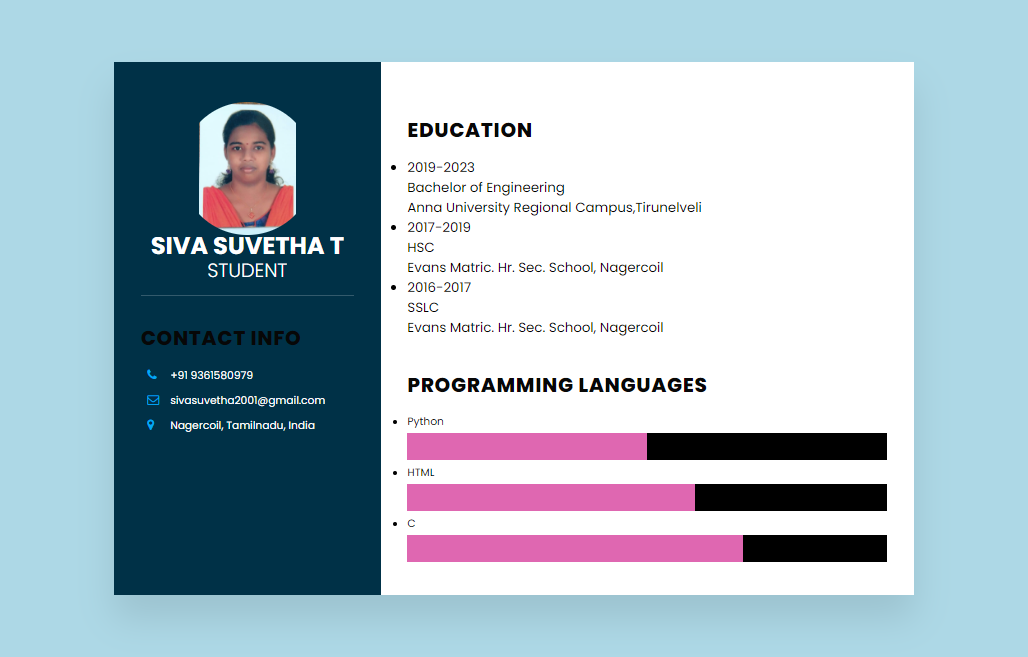 SIVA SUVETHA T
STUDENT
CONTACT INFO
+91 9361580979
sivasuvetha2001@gmail.com
Nagercoil, Tamilnadu, India
EDUCATION
2019-2023
Bachelor of Engineering
Anna University Regional Campus,Tirunelveli
2017-2019
HSC
Evans Matric. Hr. Sec. School, Nagercoil
2016-2017
SSLC
Evans Matric. Hr. Sec. School, Nagercoil
PROGRAMMING LANGUAGES
Python
HTML
C